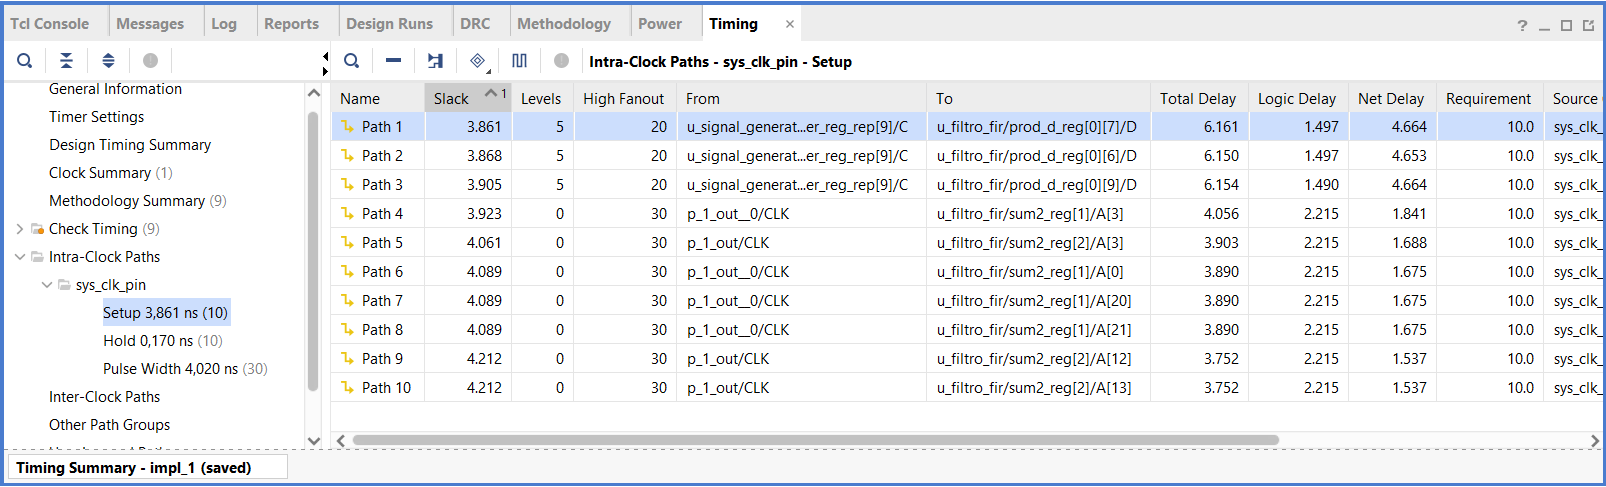 Tcl Console Messages Log Reports Design Runs DRC Methodology Power Timing × ?
Intra-Clock Paths - sys_clk_pin - Setup
General Information
Timer Settings
Design Timing Summary
Clock Summary (1)
Methodology Summary (9)
Check Timing (9)
Intra-Clock Paths
sys_clk_pin
Setup 3,861 ns (10)
Hold 0,170 ns (10)
Pulse Width 4,020 ns (30)
Inter-Clock Paths
Other Path Groups
Name Slack 1 Levels High Fanout From To Total Delay Logic Delay Net Delay Requirement Source
Path 1 3.861 5 20 u_signal_generat...er_reg_rep[9]/C u_filtro_fir/prod_d_reg[0][7]/D 6.161 1.497 4.664 10.0 sys_clk_
Path 2 3.868 5 20 u_signal_generat...er_reg_rep[9]/C u_filtro_fir/prod_d_reg[0][6]/D 6.150 1.497 4.653 10.0 sys_clk_
Path 3 3.905 5 20 u_signal_generat...er_reg_rep[9]/C u_filtro_fir/prod_d_reg[0][9]/D 6.154 1.490 4.664 10.0 sys_clk_
Path 4 3.923 0 30 p_1_out__0/CLK u_filtro_fir/sum2_reg[1]/A[3] 4.056 2.215 1.841 10.0 sys_clk_
Path 5 4.061 0 30 p_1_out/CLK u_filtro_fir/sum2_reg[2]/A[3] 3.903 2.215 1.688 10.0 sys_clk_
Path 6 4.089 0 30 p_1_out__0/CLK u_filtro_fir/sum2_reg[1]/A[0] 3.890 2.215 1.675 10.0 sys_clk_
Path 7 4.089 0 30 p_1_out__0/CLK u_filtro_fir/sum2_reg[1]/A[20] 3.890 2.215 1.675 10.0 sys_clk_
Path 8 4.089 0 30 p_1_out__0/CLK u_filtro_fir/sum2_reg[1]/A[21] 3.890 2.215 1.675 10.0 sys_clk_
Path 9 4.212 0 30 p_1_out/CLK u_filtro_fir/sum2_reg[2]/A[12] 3.752 2.215 1.537 10.0 sys_clk_
Path 10 4.212 0 30 p_1_out/CLK u_filtro_fir/sum2_reg[2]/A[13] 3.752 2.215 1.537 10.0 sys_clk_
Timing Summary - impl_1 (saved)